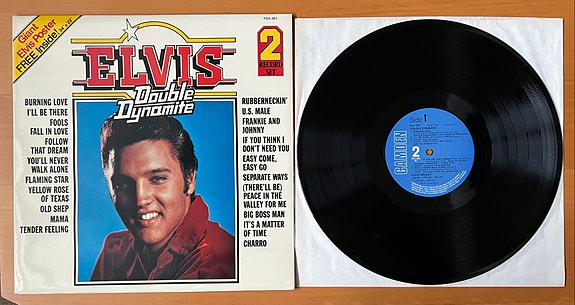 Giant
Elvis Poster
FREE Inside!
PDA 061
2
RECORD
SET
ELVIS
Double
Dynamite
BURNING LOVE
I'LL BE THERE
FOOLS
FALL IN LOVE
FOLLOW
THAT DREAM
YOU'LL NEVER
WALK ALONE
FLAMING STAR
YELLOW ROSE
OF TEXAS
OLD SHEP
MAMA
TENDER FEELING
RUBBERNECKIN'
U.S. MALE
FRANKIE AND
JOHNNY
IF YOU THINK I
DON'T NEED YOU
EASY COME,
EASY GO
SEPARATE WAYS
(THERE'LL BE)
PEACE IN THE
VALLEY FOR ME
BIG BOSS MAN
IT'S A MATTER
OF TIME
CHARRO
Side 1
CAMDEN
2